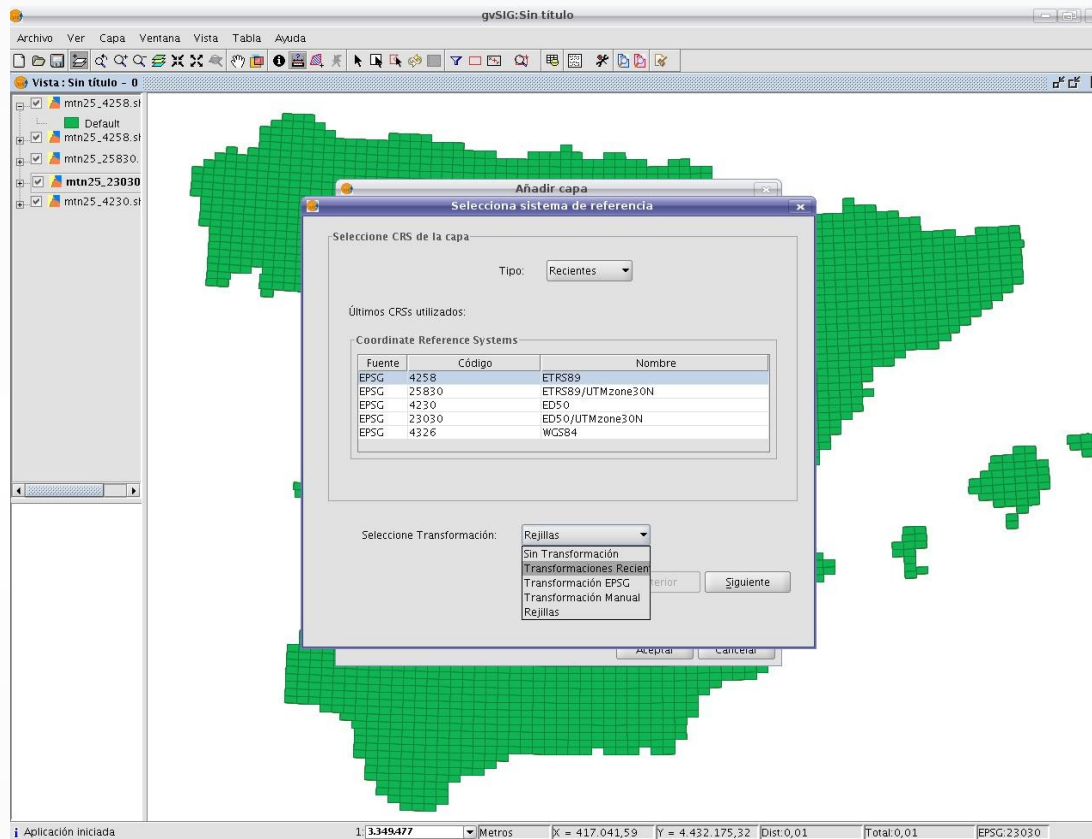 gvSIG:Sin título
Archivo Ver Capa Ventana Vista Tabla Ayuda
Vista : Sin título - 0
mtn25_4258.sh
Default
mtn25_4258.sh
mtn25_25830.
mtn25_23030
mtn25_4230.sh
Añadir capa
Selecciona sistema de referencia
Seleccione CRS de la capa
Tipo: Recientes
Últimos CRSs utilizados:
Coordinate Reference Systems
Fuente Código Nombre
EPSG 4258 ETRS89
EPSG 25830 ETRS89/UTMzone30N
EPSG 4230 ED50
EPSG 23030 ED50/UTMzone30N
EPSG 4326 WGS84
Seleccione Transformación: Rejillas
Sin Transformación
Transformaciones Recien
Transformación EPSG
Transformación Manual
Rejillas
erior Siguiente
Aceptar Cancelar
Aplicación iniciada 1: 3.349.477 Metros X = 417.041,59 Y = 4.432.175,32 Dist:0,01 Total:0,01 EPSG:23030